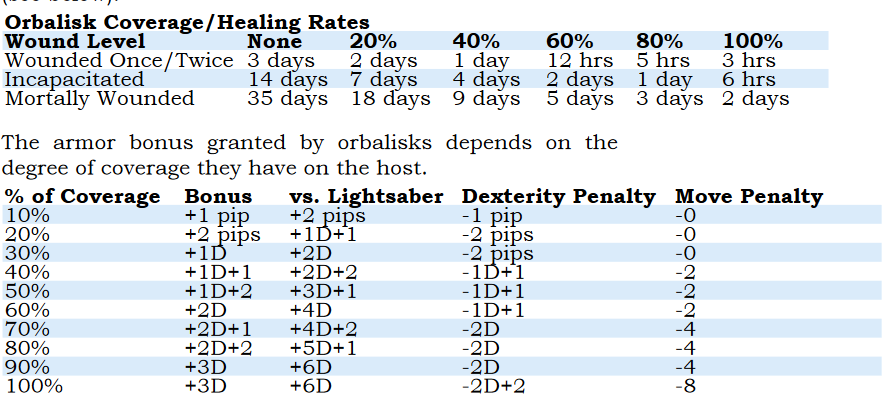 Orbalisk Coverage/Healing Rates
Wound Level None 20% 40% 60% 80% 100%
Wounded Once/Twice 3 days 2 days 1 day 12 hrs 5 hrs 3 hrs
Incapacitated 14 days 7 days 4 days 2 days 1 day 6 hrs
Mortally Wounded 35 days 18 days 9 days 5 days 3 days 2 days
The armor bonus granted by orbalisks depends on the
degree of coverage they have on the host.
% of Coverage Bonus vs. Lightsaber Dexterity Penalty Move Penalty
10% +1 pip +2 pips -1 pip -0
20% +2 pips +1D+1 -2 pips -0
30% +1D +2D -2 pips -0
40% +1D+1 +2D+2 -1D+1 -2
50% +1D+2 +3D+1 -1D+1 -2
60% +2D +4D -1D+1 -2
70% +2D+1 +4D+2 -2D -4
80% +2D+2 +5D+1 -2D -4
90% +3D +6D -2D -4
100% +3D +6D -2D+2 -8